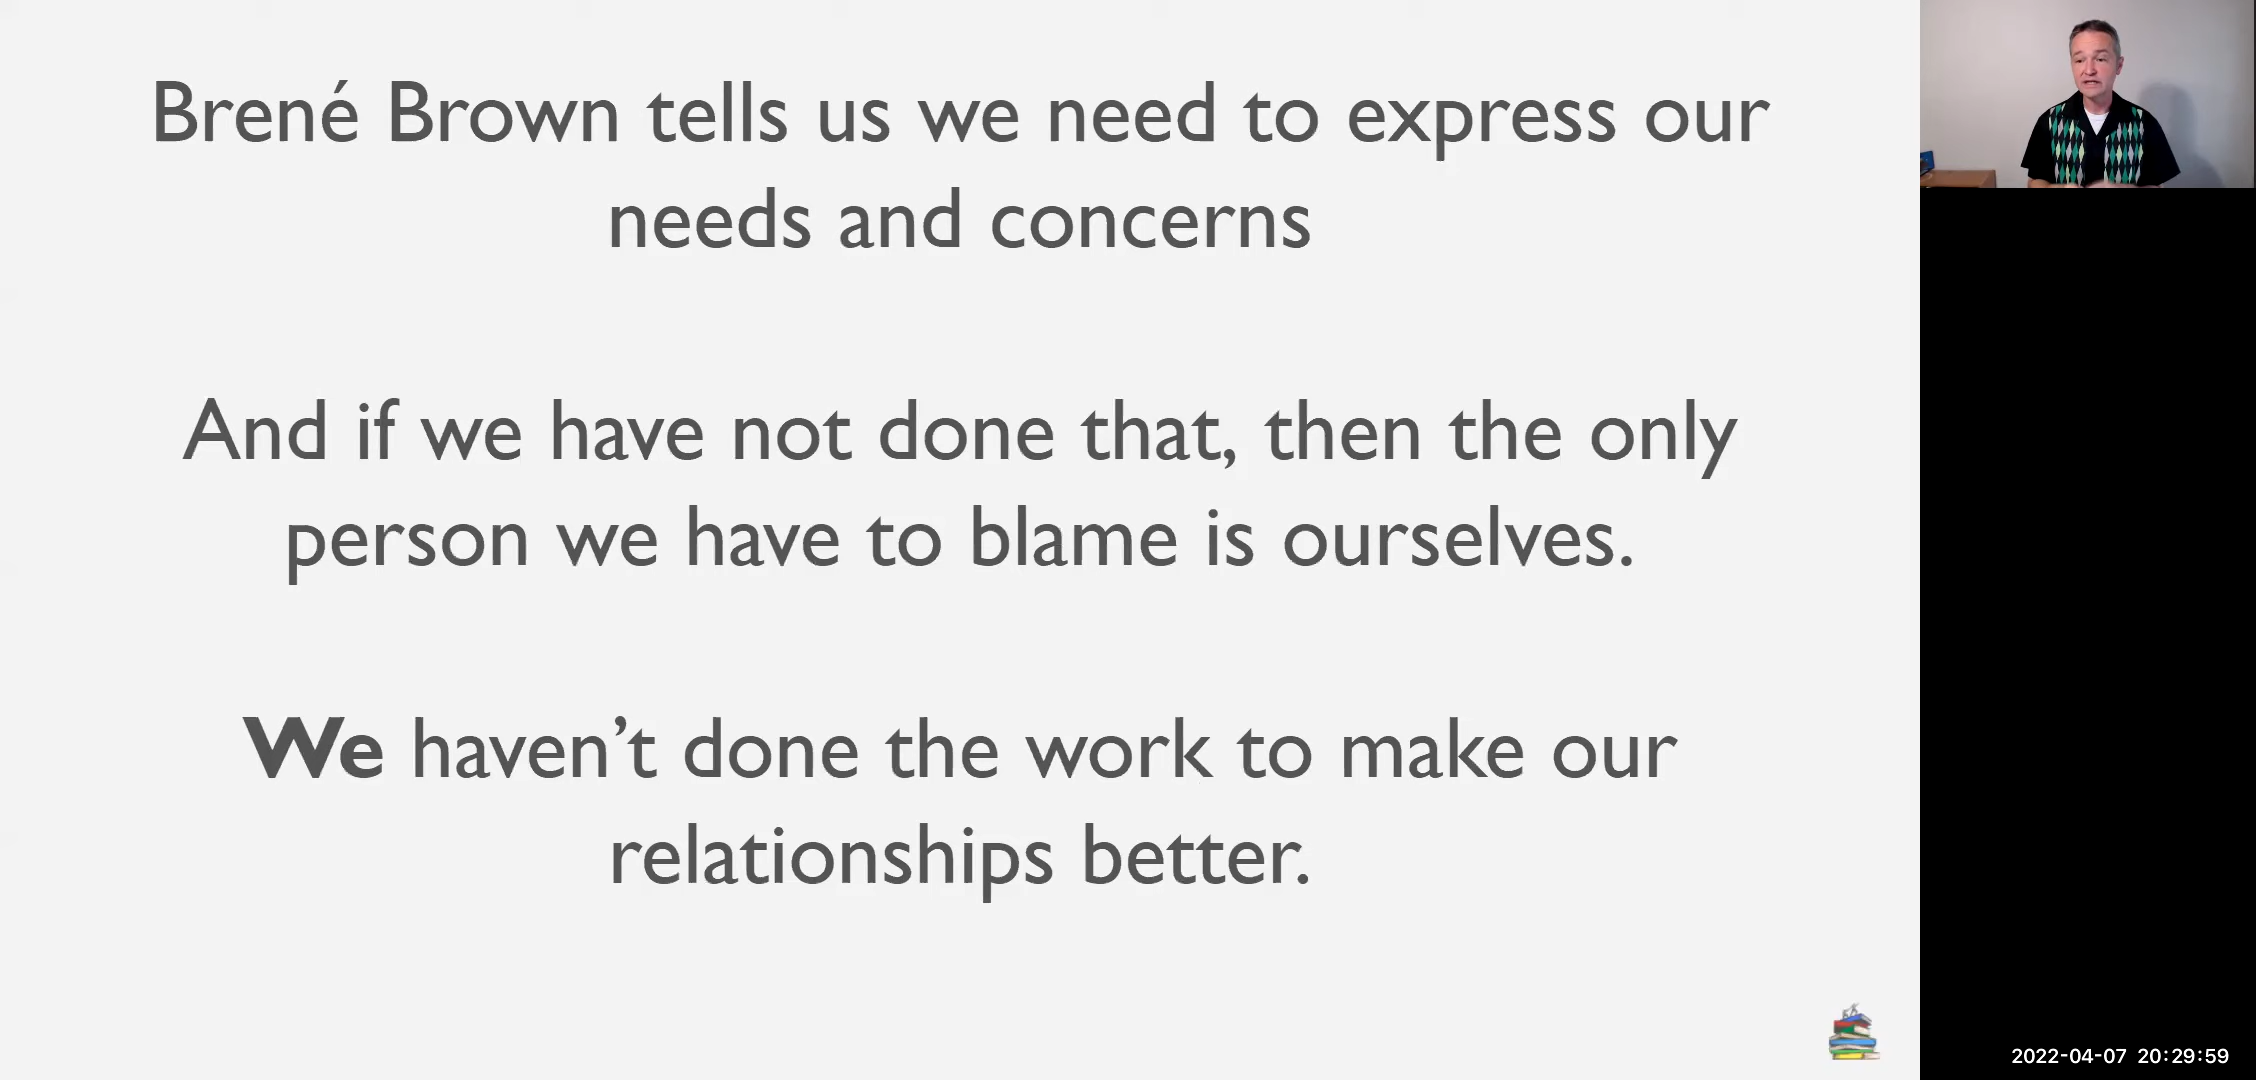 Brené Brown tells us we need to express our
needs and concerns
And if we have not done that, then the only
person we have to blame is ourselves.
We haven’t done the work to make our
relationships better.
2022-04-07 20:29:59